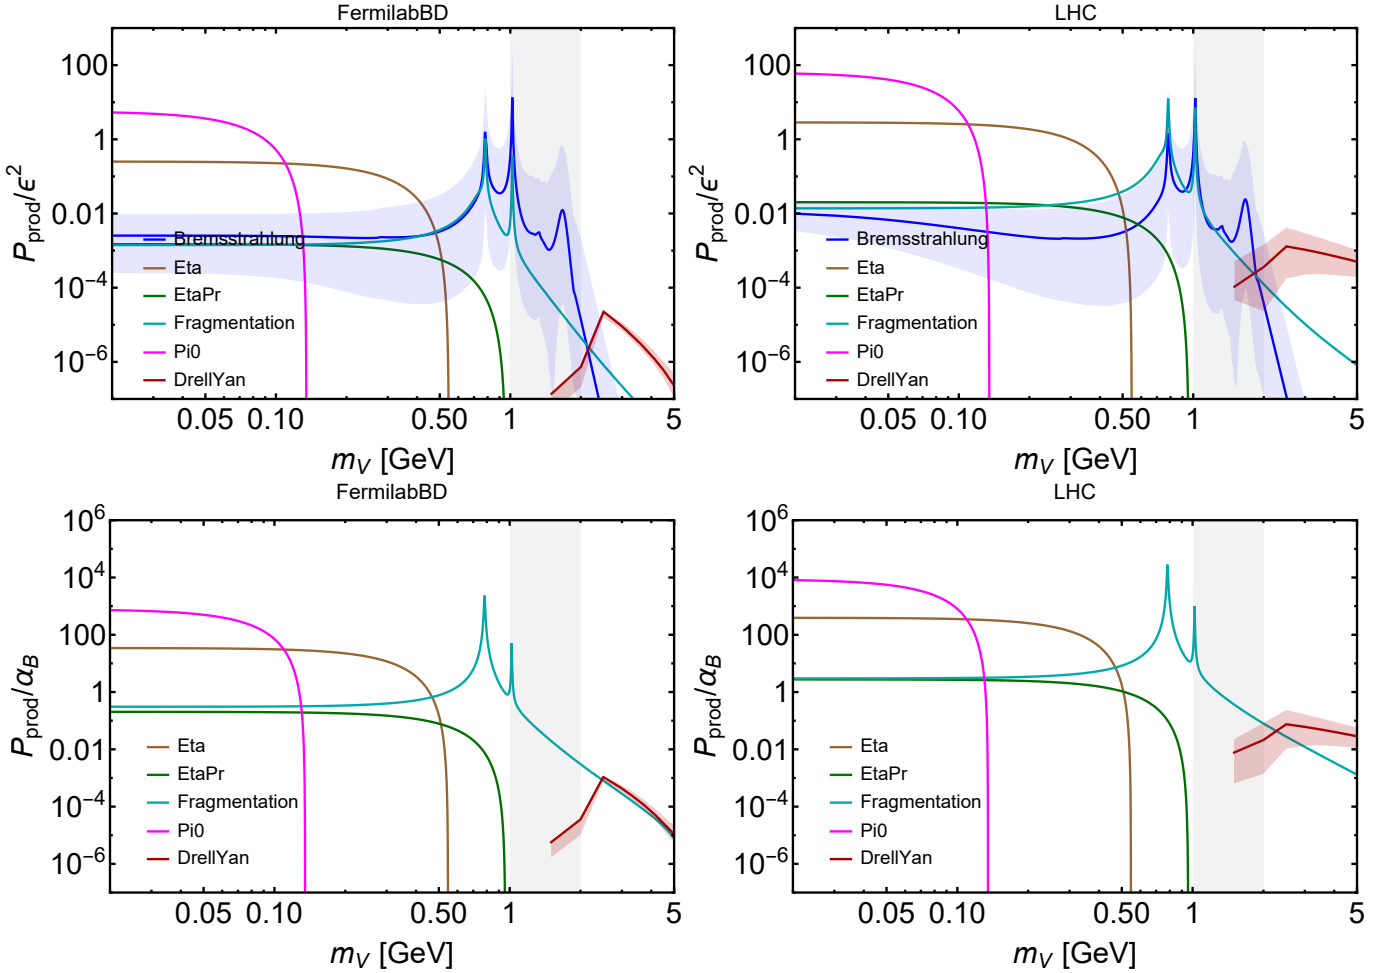 FermilabBD
100
1
0.01
10^-4
10^-6
P_prod/ϵ^2
Bremsstrahlung
Eta
EtaPr
Fragmentation
Pi0
DrellYan
0.05 0.10 0.50 1 5
m_V [GeV]
LHC
100
1
0.01
10^-4
10^-6
P_prod/ϵ^2
Bremsstrahlung
Eta
EtaPr
Fragmentation
Pi0
DrellYan
0.05 0.10 0.50 1 5
m_V [GeV]
FermilabBD
10^6
10^4
100
1
0.01
10^-4
10^-6
P_prod/α_B
Eta
EtaPr
Fragmentation
Pi0
DrellYan
0.05 0.10 0.50 1 5
m_V [GeV]
LHC
10^6
10^4
100
1
0.01
10^-4
10^-6
P_prod/α_B
Eta
EtaPr
Fragmentation
Pi0
DrellYan
0.05 0.10 0.50 1 5
m_V [GeV]